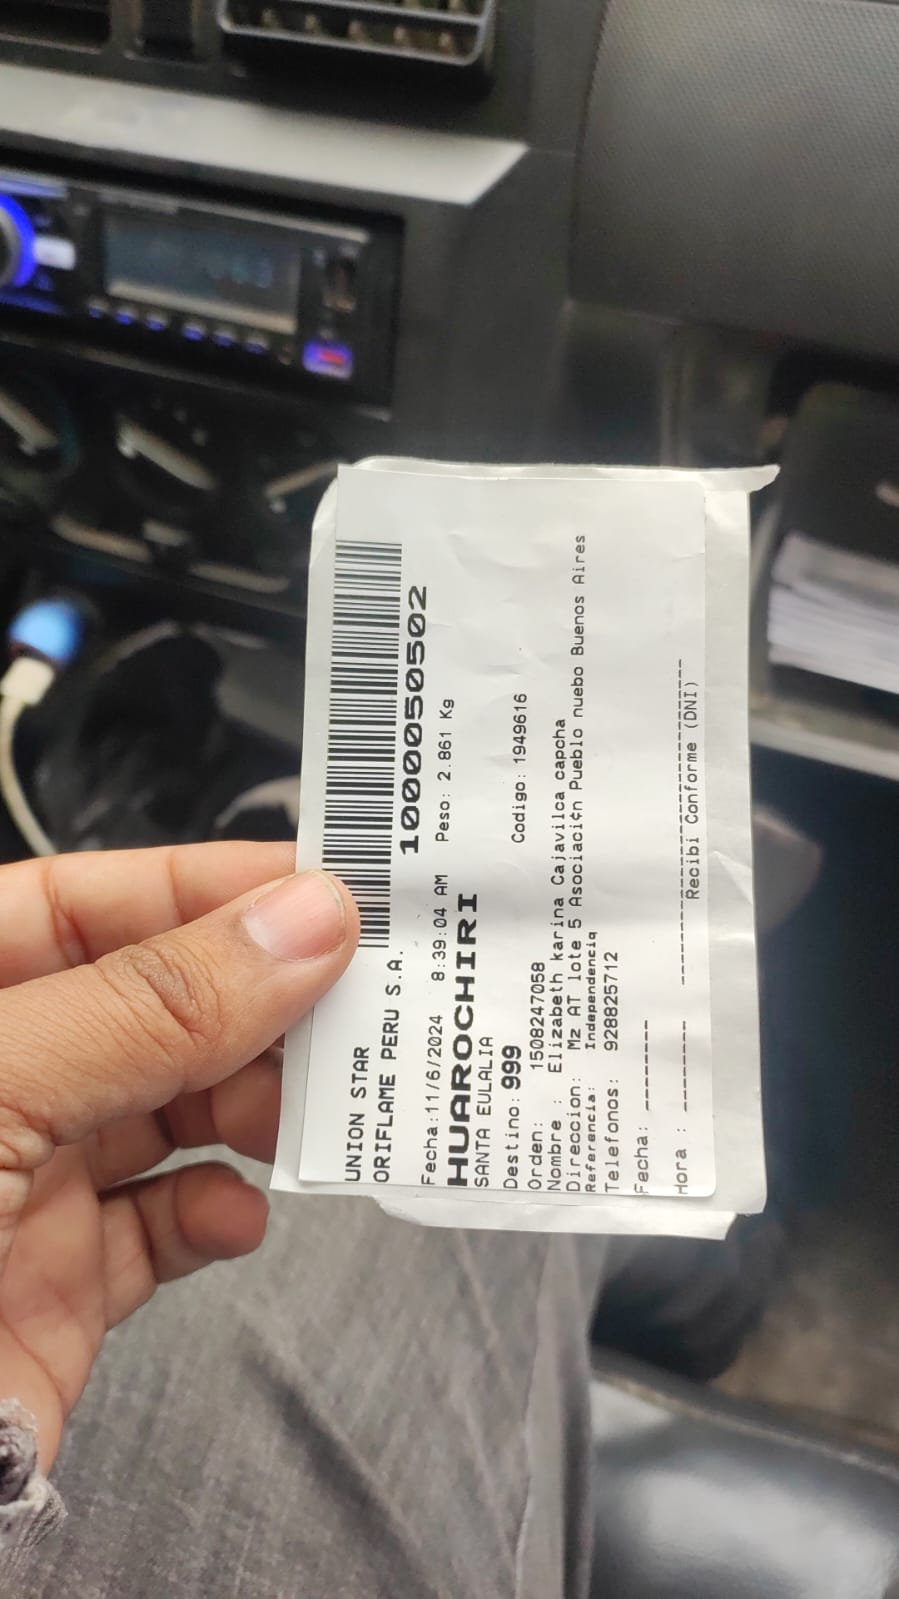 UNION STAR
ORIFLAME PERU S.A.
100050502
Fecha:11/6/2024 8:39:04 AM Peso: 2.861 Kg
HUAROCHIRI
SANTA EULALIA
Destino: 999 Codigo: 1949616
Orden: 1508247058
Nombre : Elizabeth karina Cajavilca capcha
Direccion: Mz AT lote 5 Asociaci¢n Pueblo nuebo Buenos Aires
Referencia: Independenciq
Telefonos: 928825712
Fecha: --------
Hora : --------
Recibi Conforme (DNI)